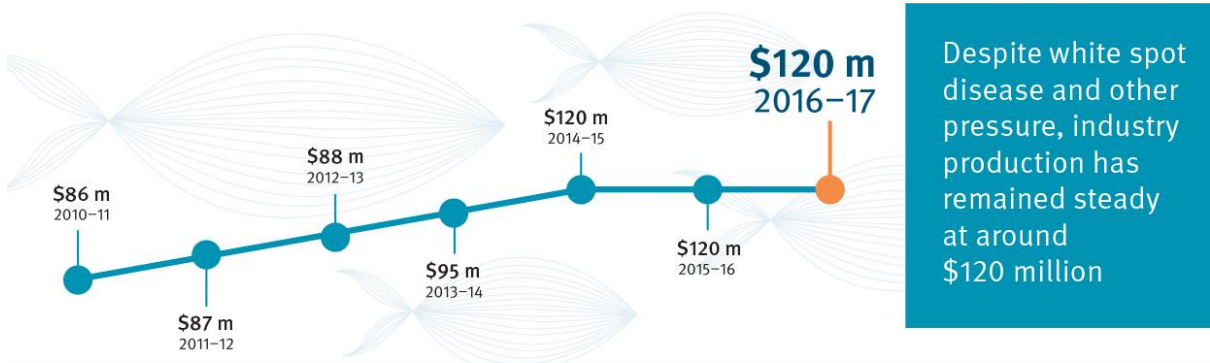 $86 m
2010–11
$87 m
2011–12
$88 m
2012–13
$95 m
2013–14
$120 m
2014–15
$120 m
2015–16
$120 m
2016–17
Despite white spot
disease and other
pressure, industry
production has
remained steady
at around
$120 million